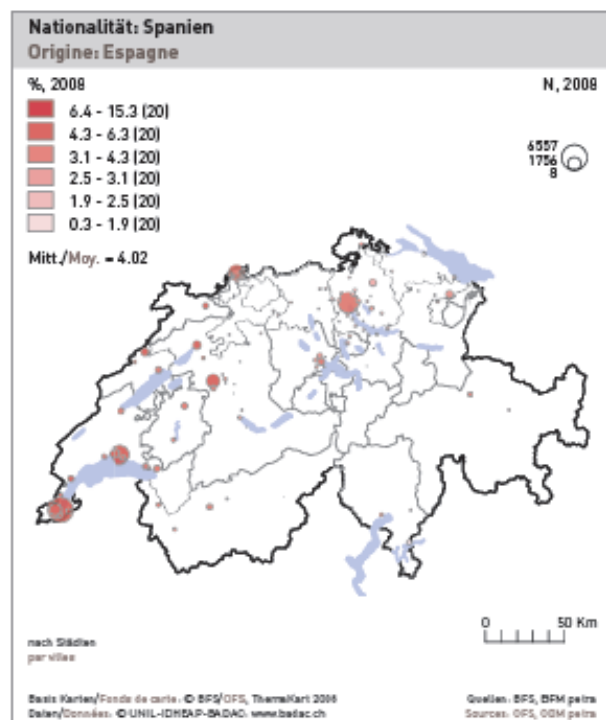 Nationalität: Spanien
Origine: Espagne
%, 2008
N, 2008
6.4 - 15.3 (20)
4.3 - 6.3 (20)
3.1 - 4.3 (20)
2.5 - 3.1 (20)
1.9 - 2.5 (20)
0.3 - 1.9 (20)
6557
1756
8
Mitt./Moy. = 4.02
0 50 Km
nach Städten
par villes
Basis Karten/Fonds de carte: © BFS/OFS, ThemaKart 2008
Daten/Données: © UNIL-IDHEAP-BADAC: www.badac.ch
Quellen: BFS, BFM petra
Sources: OFS, ODM petra